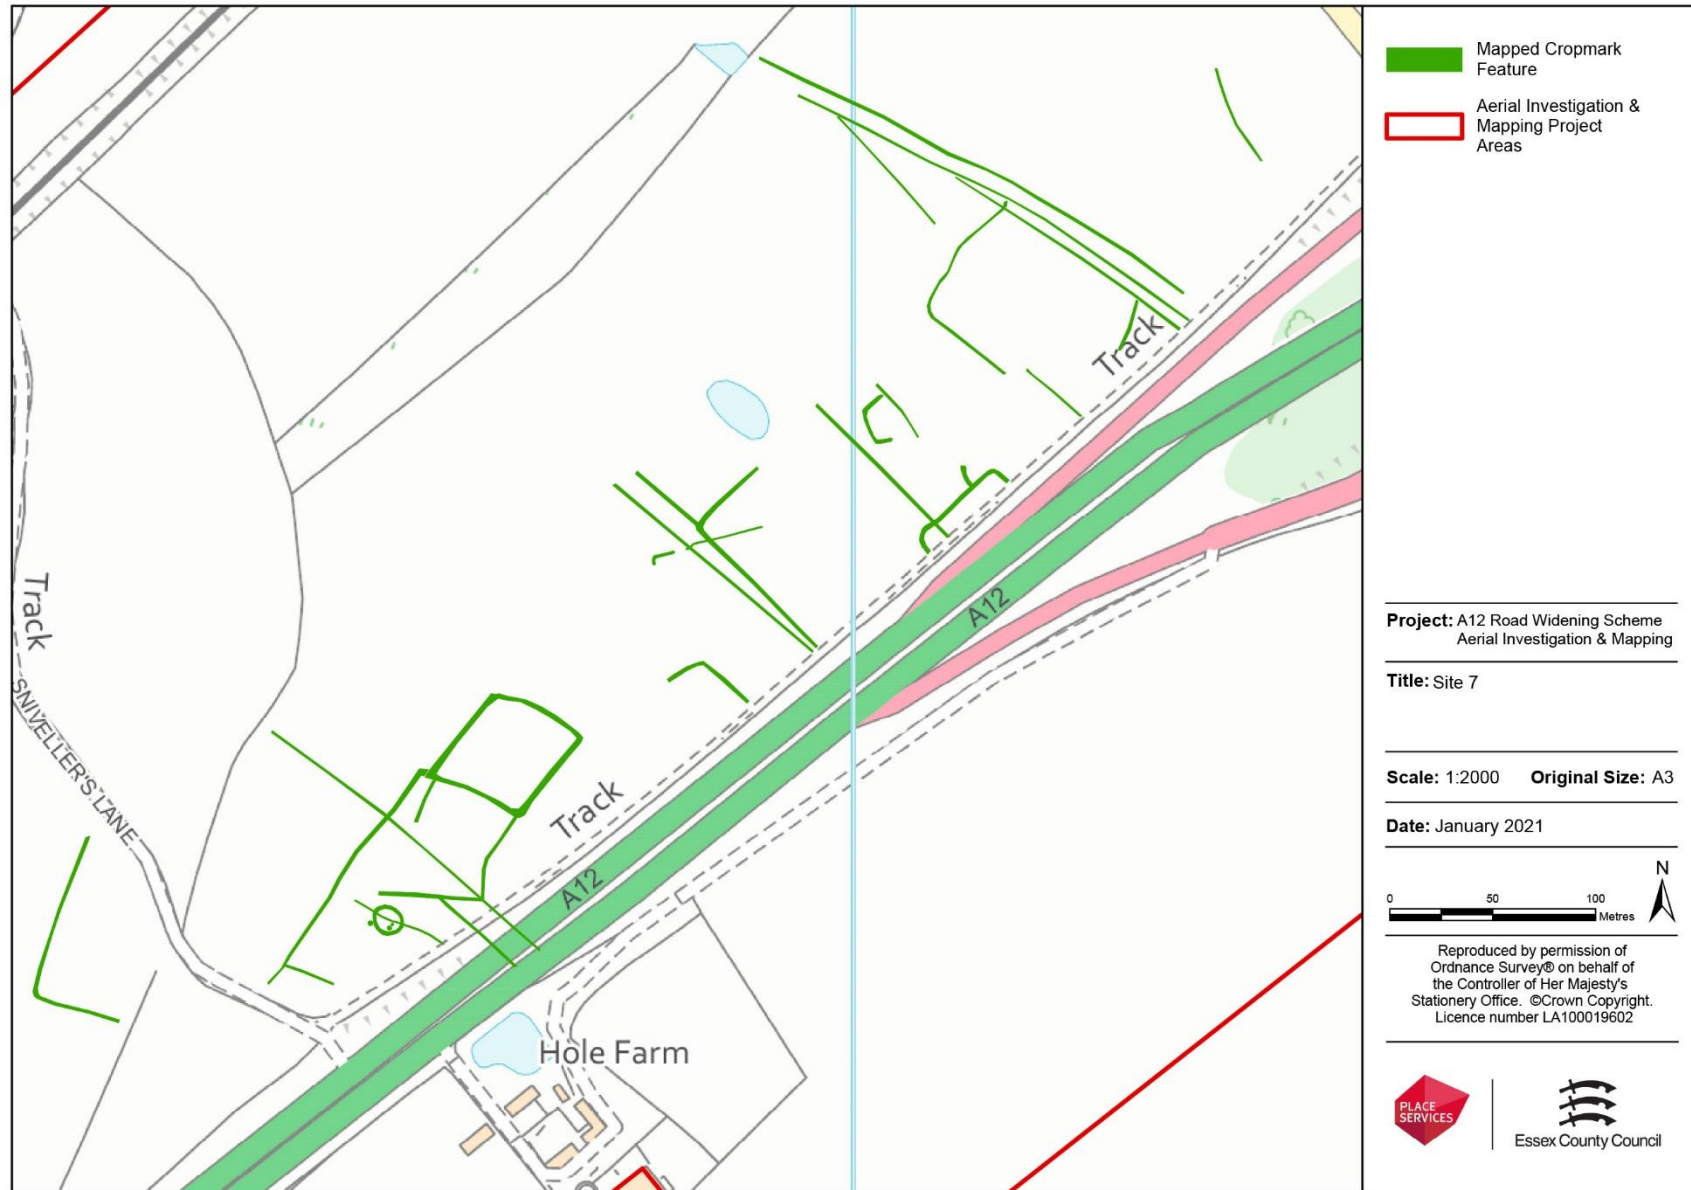 Track
Track
SNIVELLER'S LANE
Track
A12
A12
Hole Farm
Mapped Cropmark
Feature
Aerial Investigation &
Mapping Project
Areas
Project: A12 Road Widening Scheme
Aerial Investigation & Mapping
Title: Site 7
Scale: 1:2000 Original Size: A3
Date: January 2021
N
0 50 100
Metres
Reproduced by permission of
Ordnance Survey® on behalf of
the Controller of Her Majesty's
Stationery Office. ©Crown Copyright.
Licence number LA100019602
PLACE
SERVICES
Essex County Council